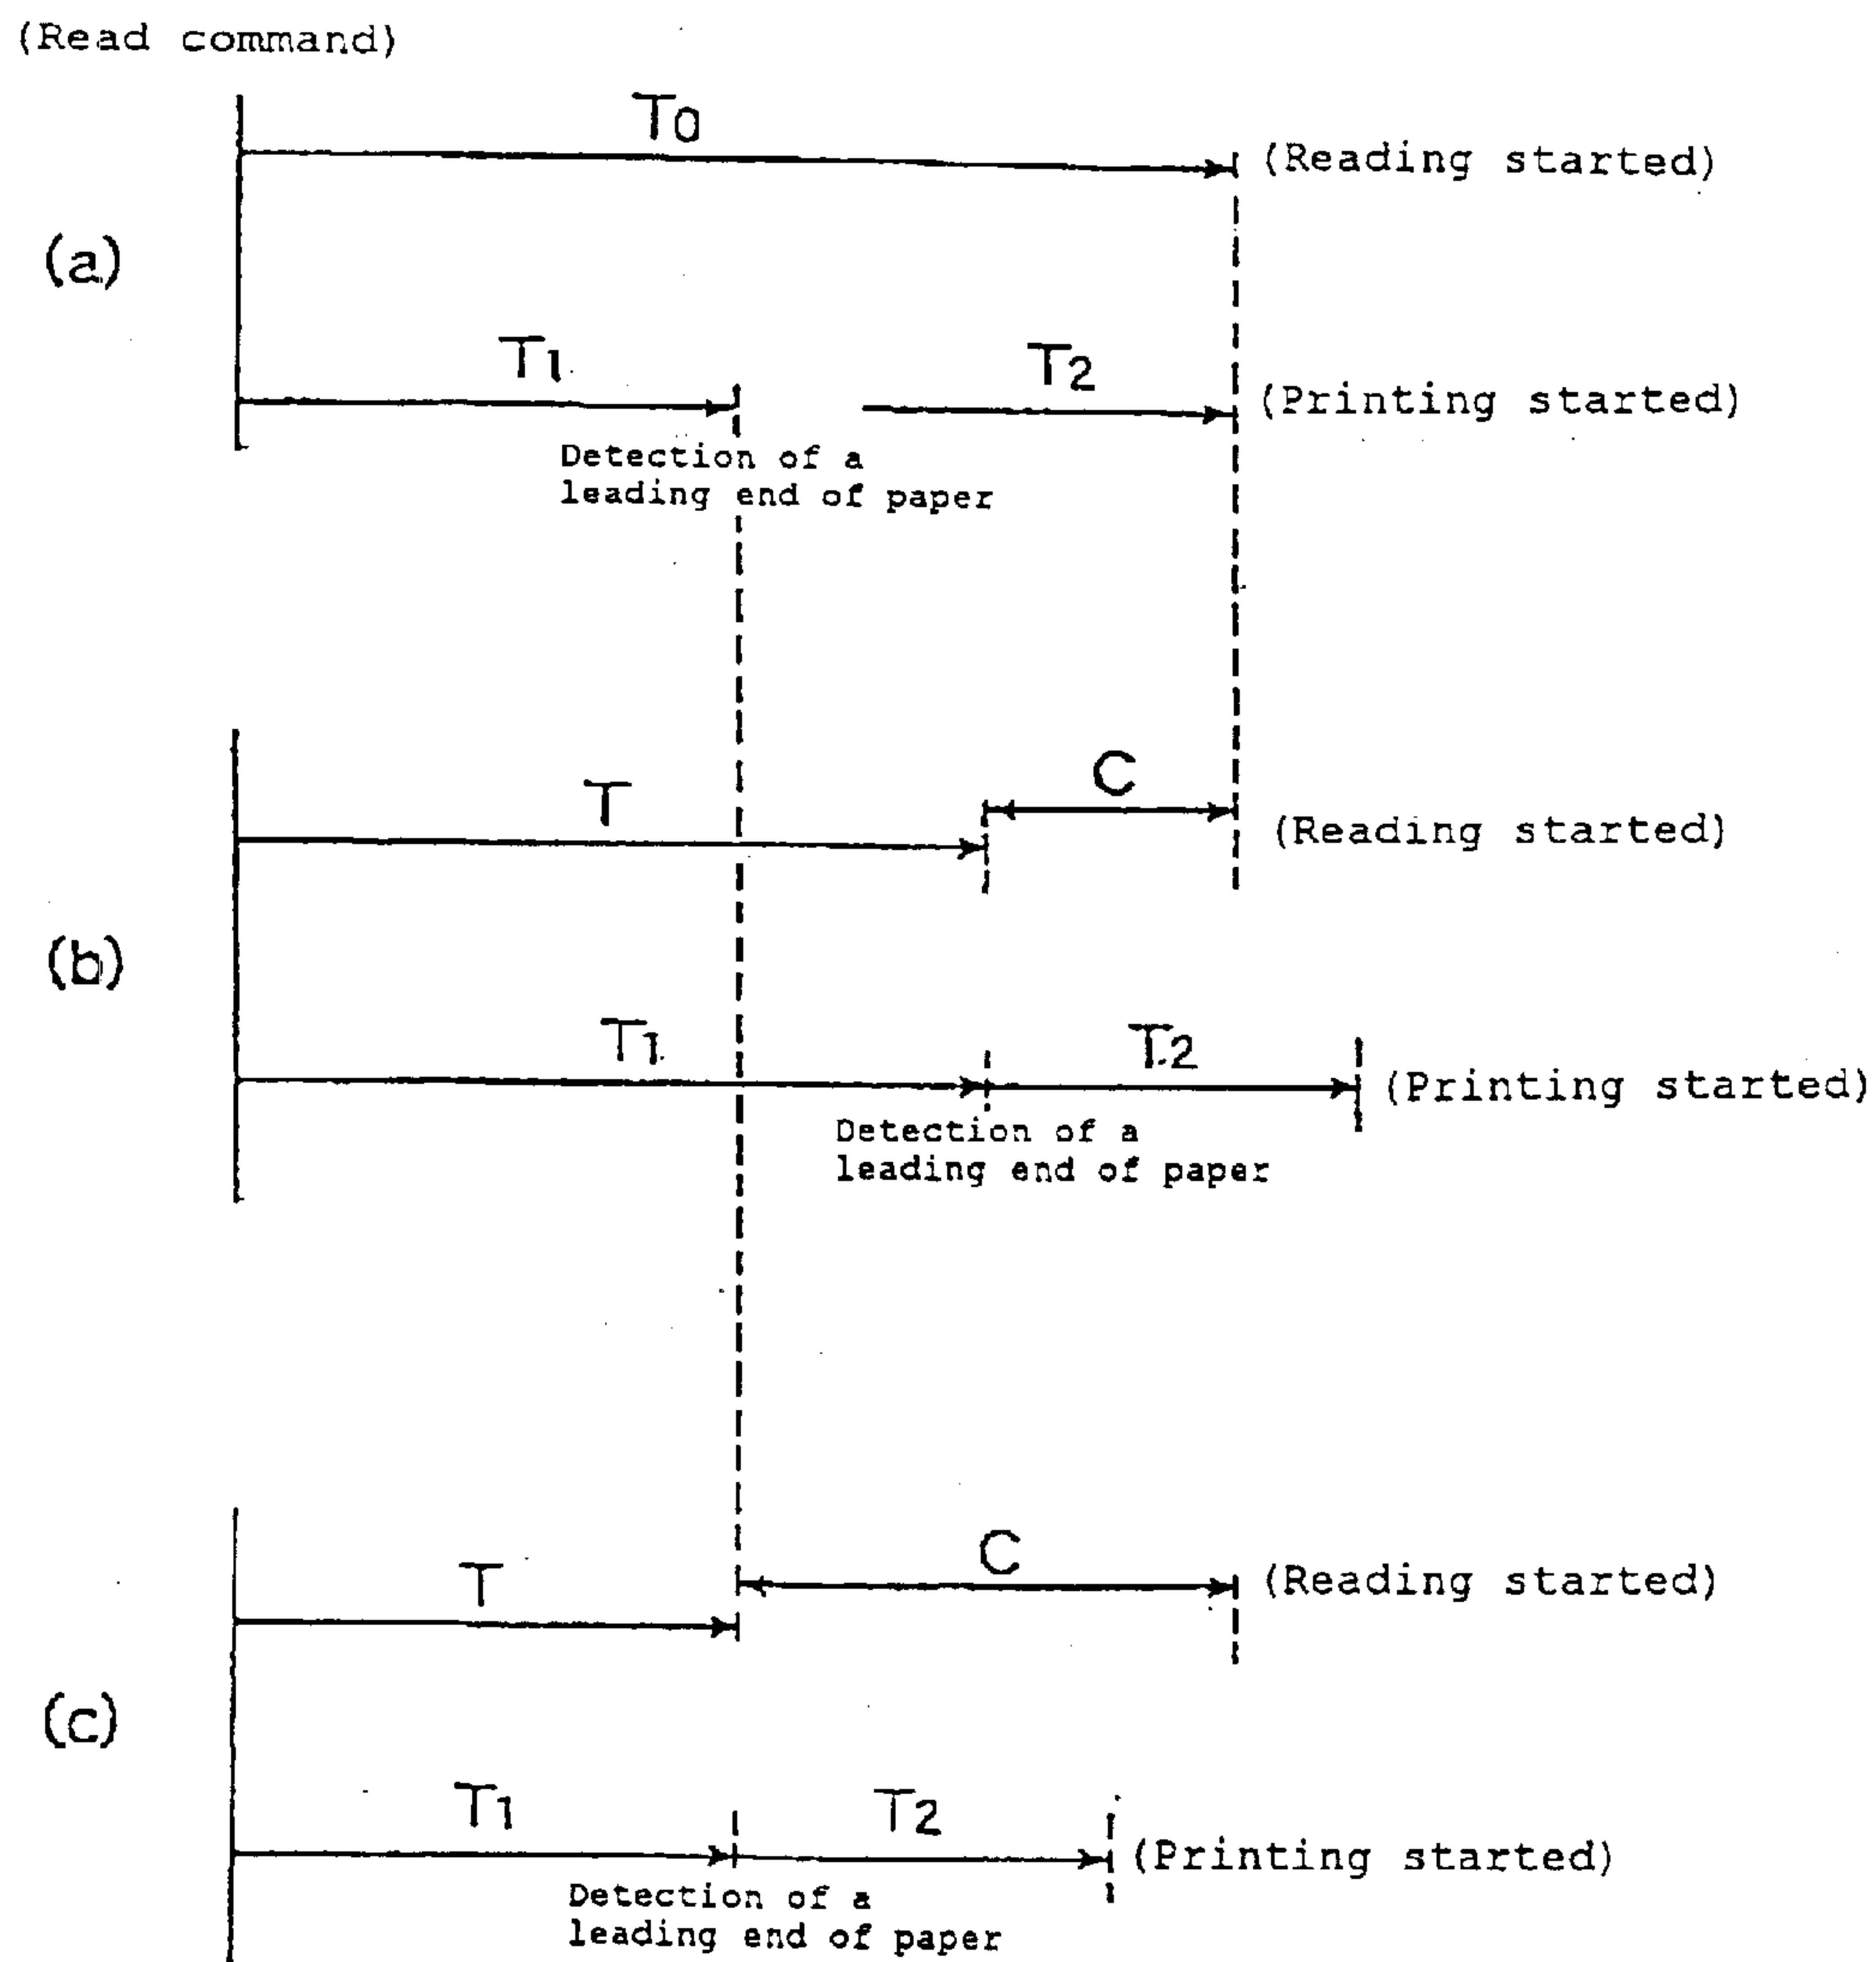 (Read command)
T0
(Reading started)
(a)
T1
T2
(Printing started)
Detection of a
leading end of paper
T
C
(Reading started)
(b)
T1
T2
(Printing started)
Detection of a
leading end of paper
T
C
(Reading started)
(c)
T1
T2
(Printing started)
Detection of a
leading end of paper